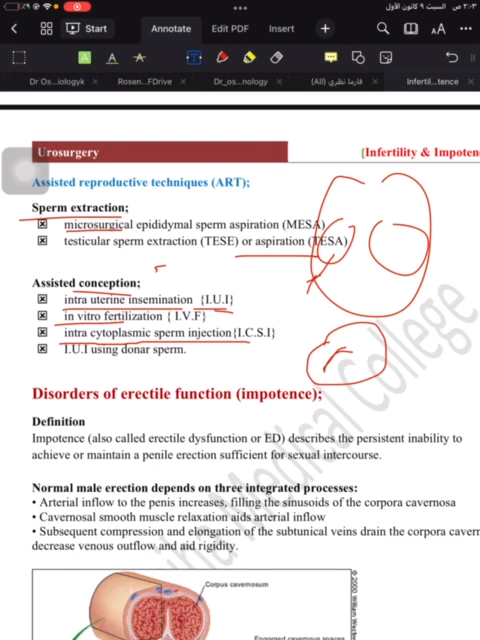 ٢:٠٣ ص السبت ٩ كانون الأول
٪٩
Start
Annotate
Edit PDF
Insert
Dr Os...iologyk
Rosen...FDrive
Dr_os...nology
فارما نظري (All)
Infertil...tence
Urosurgery
[Infertility & Impoten
Assisted reproductive techniques (ART);
Sperm extraction;
microsurgical epididymal sperm aspiration (MESA)
testicular sperm extraction (TESE) or aspiration (TESA)
Assisted conception;
intra uterine insemination {I.U.I}
in vitro fertilization { I.V.F}
intra cytoplasmic sperm injection{I.C.S.I}
I.U.I using donar sperm.
Disorders of erectile function (impotence);
Definition
Impotence (also called erectile dysfunction or ED) describes the persistent inability to
achieve or maintain a penile erection sufficient for sexual intercourse.
Normal male erection depends on three integrated processes:
• Arterial inflow to the penis increases, filling the sinusoids of the corpora cavernosa
• Cavernosal smooth muscle relaxation aids arterial inflow
• Subsequent compression and elongation of the subtunical veins drain the corpora caver
decrease venous outflow and aid rigidity.
Corpus cavernosum
Engorged cavernous spaces
Medical College